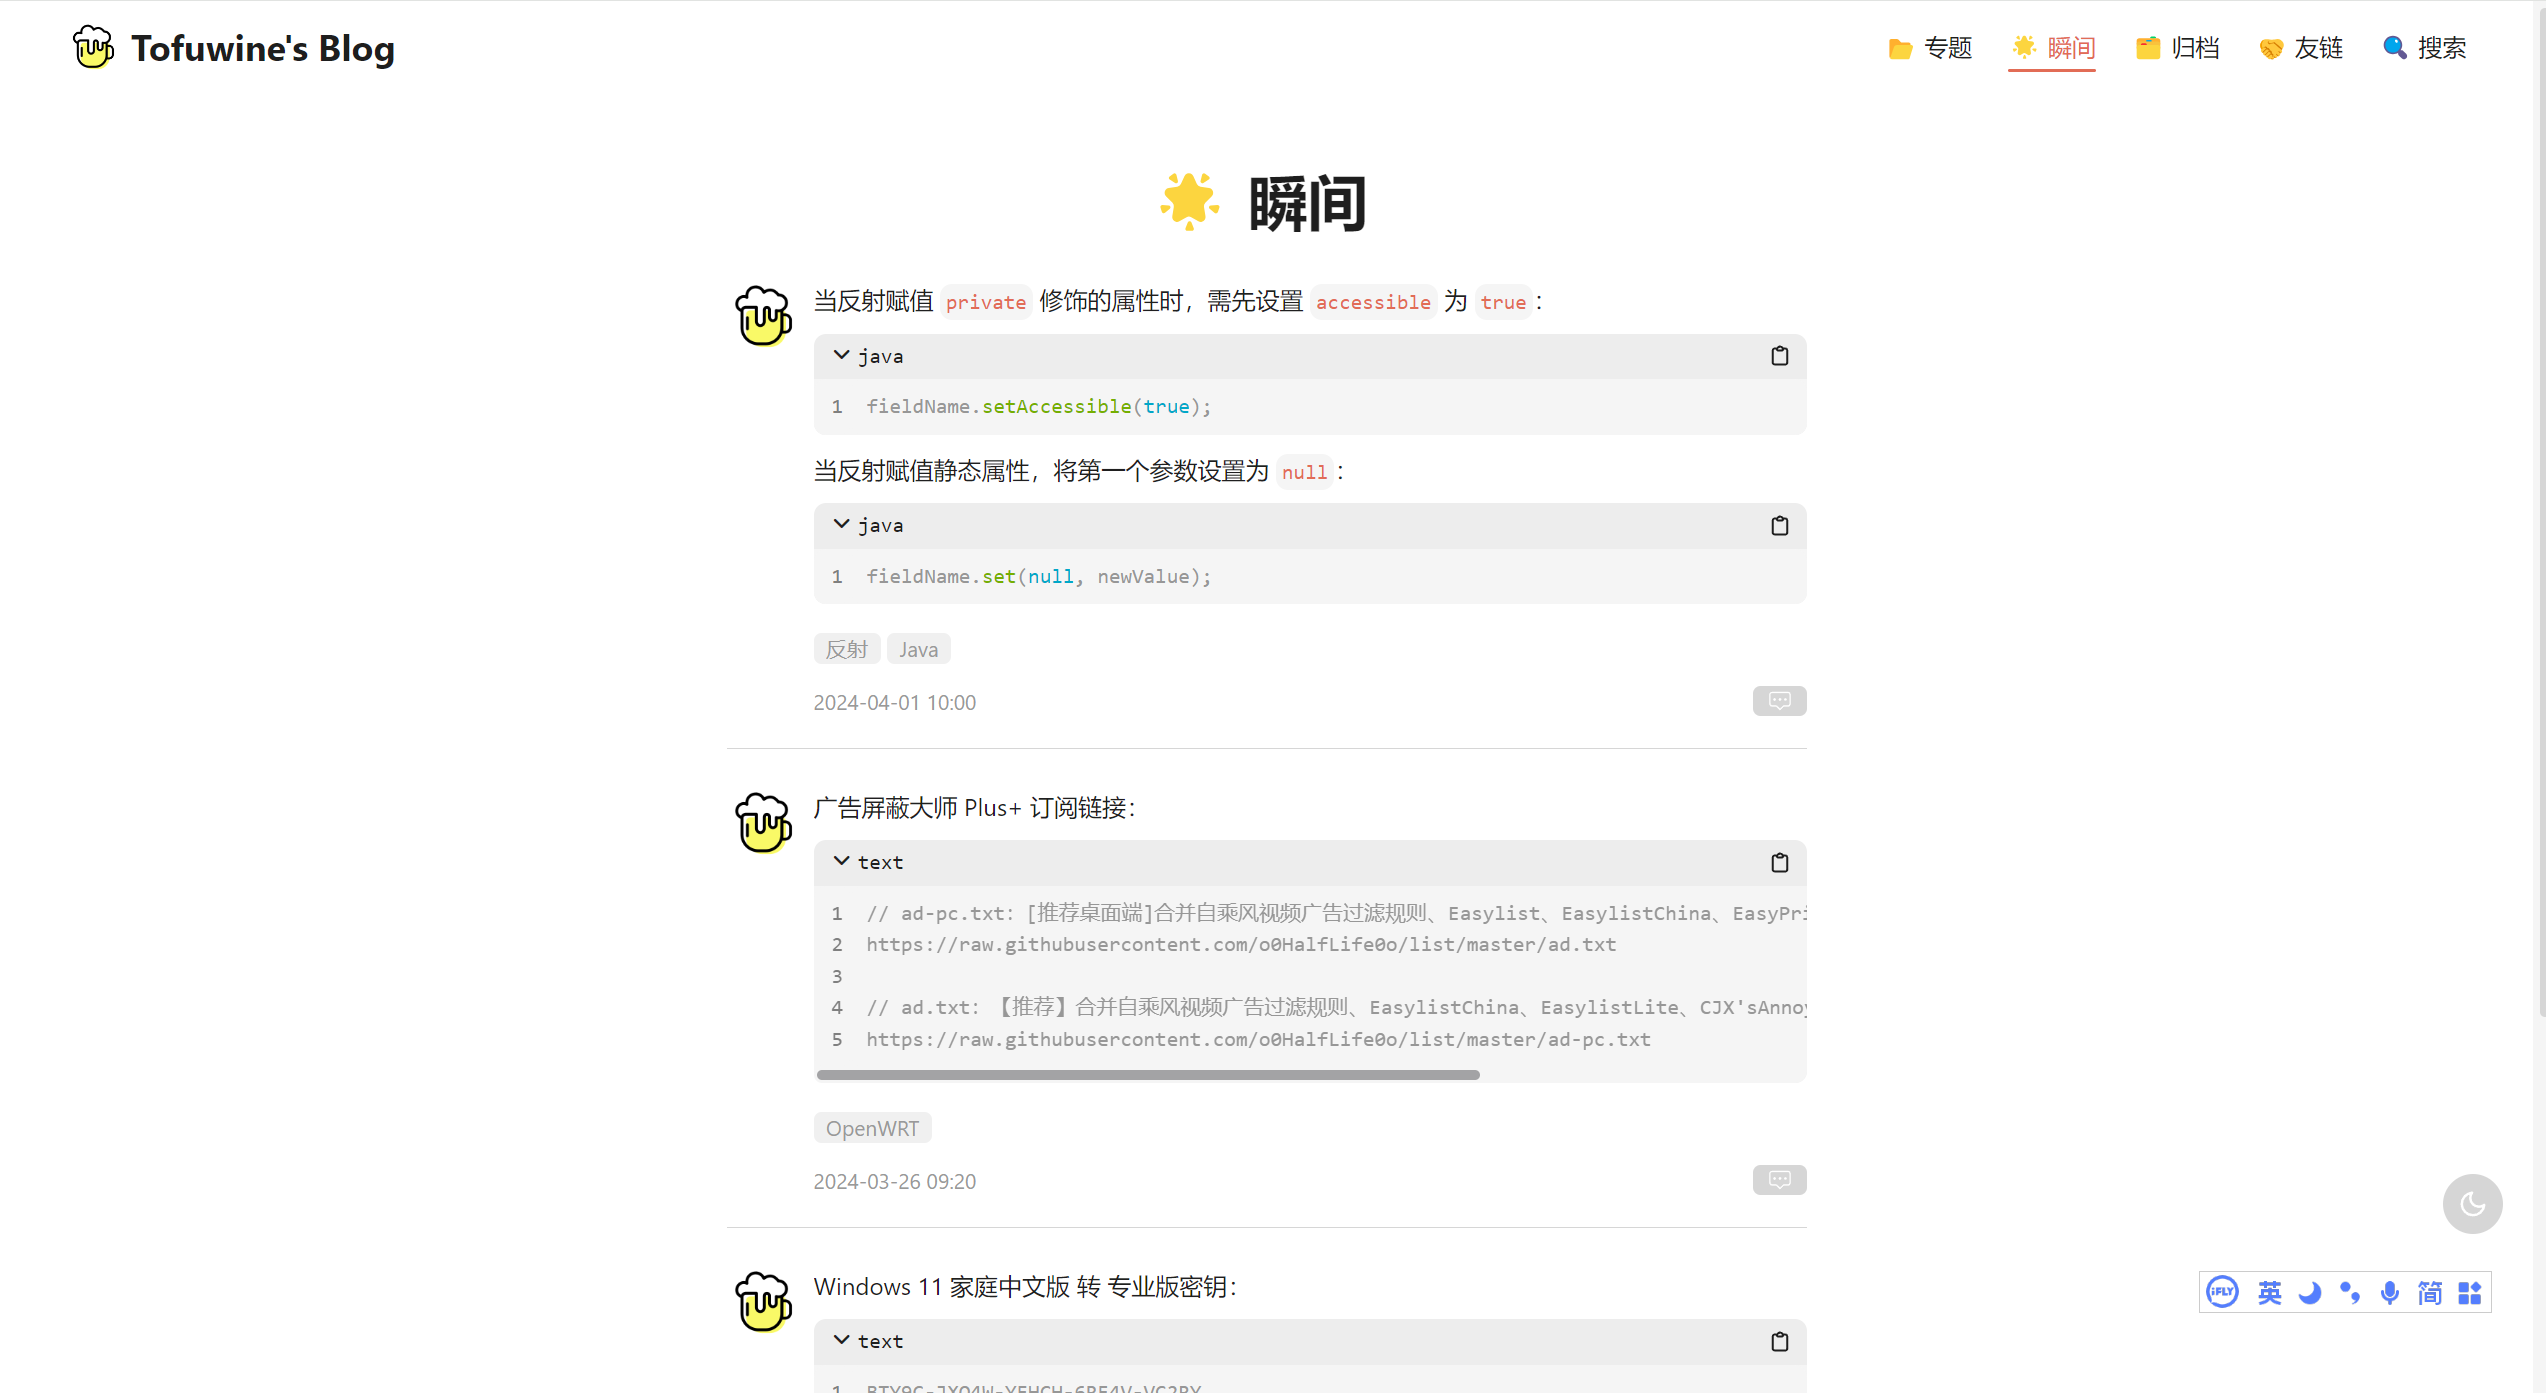 Tofuwine's Blog
专题
瞬间
归档
友链
搜索
瞬间
当反射赋值 private 修饰的属性时，需先设置 accessible 为 true：
java
1 fieldName.setAccessible(true);
当反射赋值静态属性，将第一个参数设置为 null：
java
1 fieldName.set(null, newValue);
反射 Java
2024-04-01 10:00
广告屏蔽大师 Plus+ 订阅链接：
text
1 // ad-pc.txt：[推荐桌面端]合并自乘风视频广告过滤规则、Easylist、EasylistChina、EasyPri
2 https://raw.githubusercontent.com/o0HalfLife0o/list/master/ad.txt
3
4 // ad.txt：【推荐】合并自乘风视频广告过滤规则、EasylistChina、EasylistLite、CJX'sAnnoy
5 https://raw.githubusercontent.com/o0HalfLife0o/list/master/ad-pc.txt
OpenWRT
2024-03-26 09:20
Windows 11 家庭中文版 转 专业版密钥：
text
iFLY 英 简